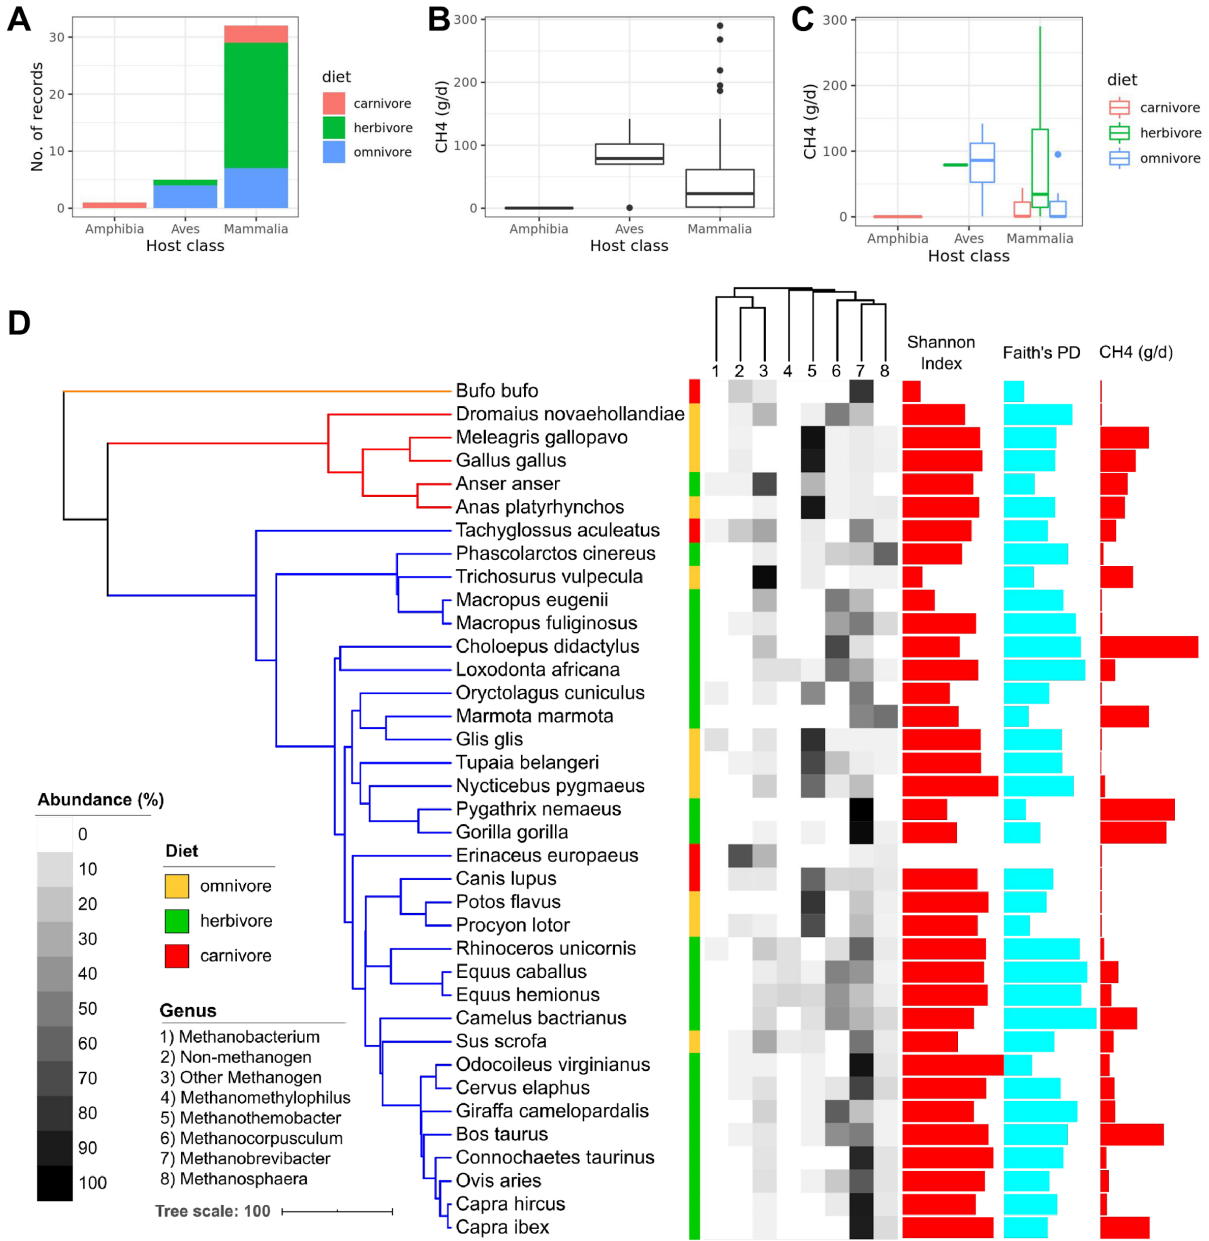 A
B
C
No. of records
30
20
10
0
Amphibia
Aves
Mammalia
Host class
diet
carnivore
herbivore
omnivore
CH4 (g/d)
300
200
100
0
Amphibia
Aves
Mammalia
Host class
CH4 (g/d)
300
200
100
0
Amphibia
Aves
Mammalia
Host class
diet
carnivore
herbivore
omnivore
D
1 2 3 4 5 6 7 8
Shannon
Index
Faith's PD
CH4 (g/d)
Bufo bufo
Dromaius novaehollandiae
Meleagris gallopavo
Gallus gallus
Anser anser
Anas platyrhynchos
Tachyglossus aculeatus
Phascolarctos cinereus
Trichosurus vulpecula
Macropus eugenii
Macropus fuliginosus
Choloepus didactylus
Loxodonta africana
Oryctolagus cuniculus
Marmota marmota
Glis glis
Tupaia belangeri
Nycticebus pygmaeus
Pygathrix nemaeus
Gorilla gorilla
Erinaceus europaeus
Canis lupus
Potos flavus
Procyon lotor
Rhinoceros unicornis
Equus caballus
Equus hemionus
Camelus bactrianus
Sus scrofa
Odocoileus virginianus
Cervus elaphus
Giraffa camelopardalis
Bos taurus
Connochaetes taurinus
Ovis aries
Capra hircus
Capra ibex
Abundance (%)
0
10
20
30
40
50
60
70
80
90
100
Diet
omnivore
herbivore
carnivore
Genus
1) Methanobacterium
2) Non-methanogen
3) Other Methanogen
4) Methanomethylophilus
5) Methanothemobacter
6) Methanocorpusculum
7) Methanobrevibacter
8) Methanosphaera
Tree scale: 100